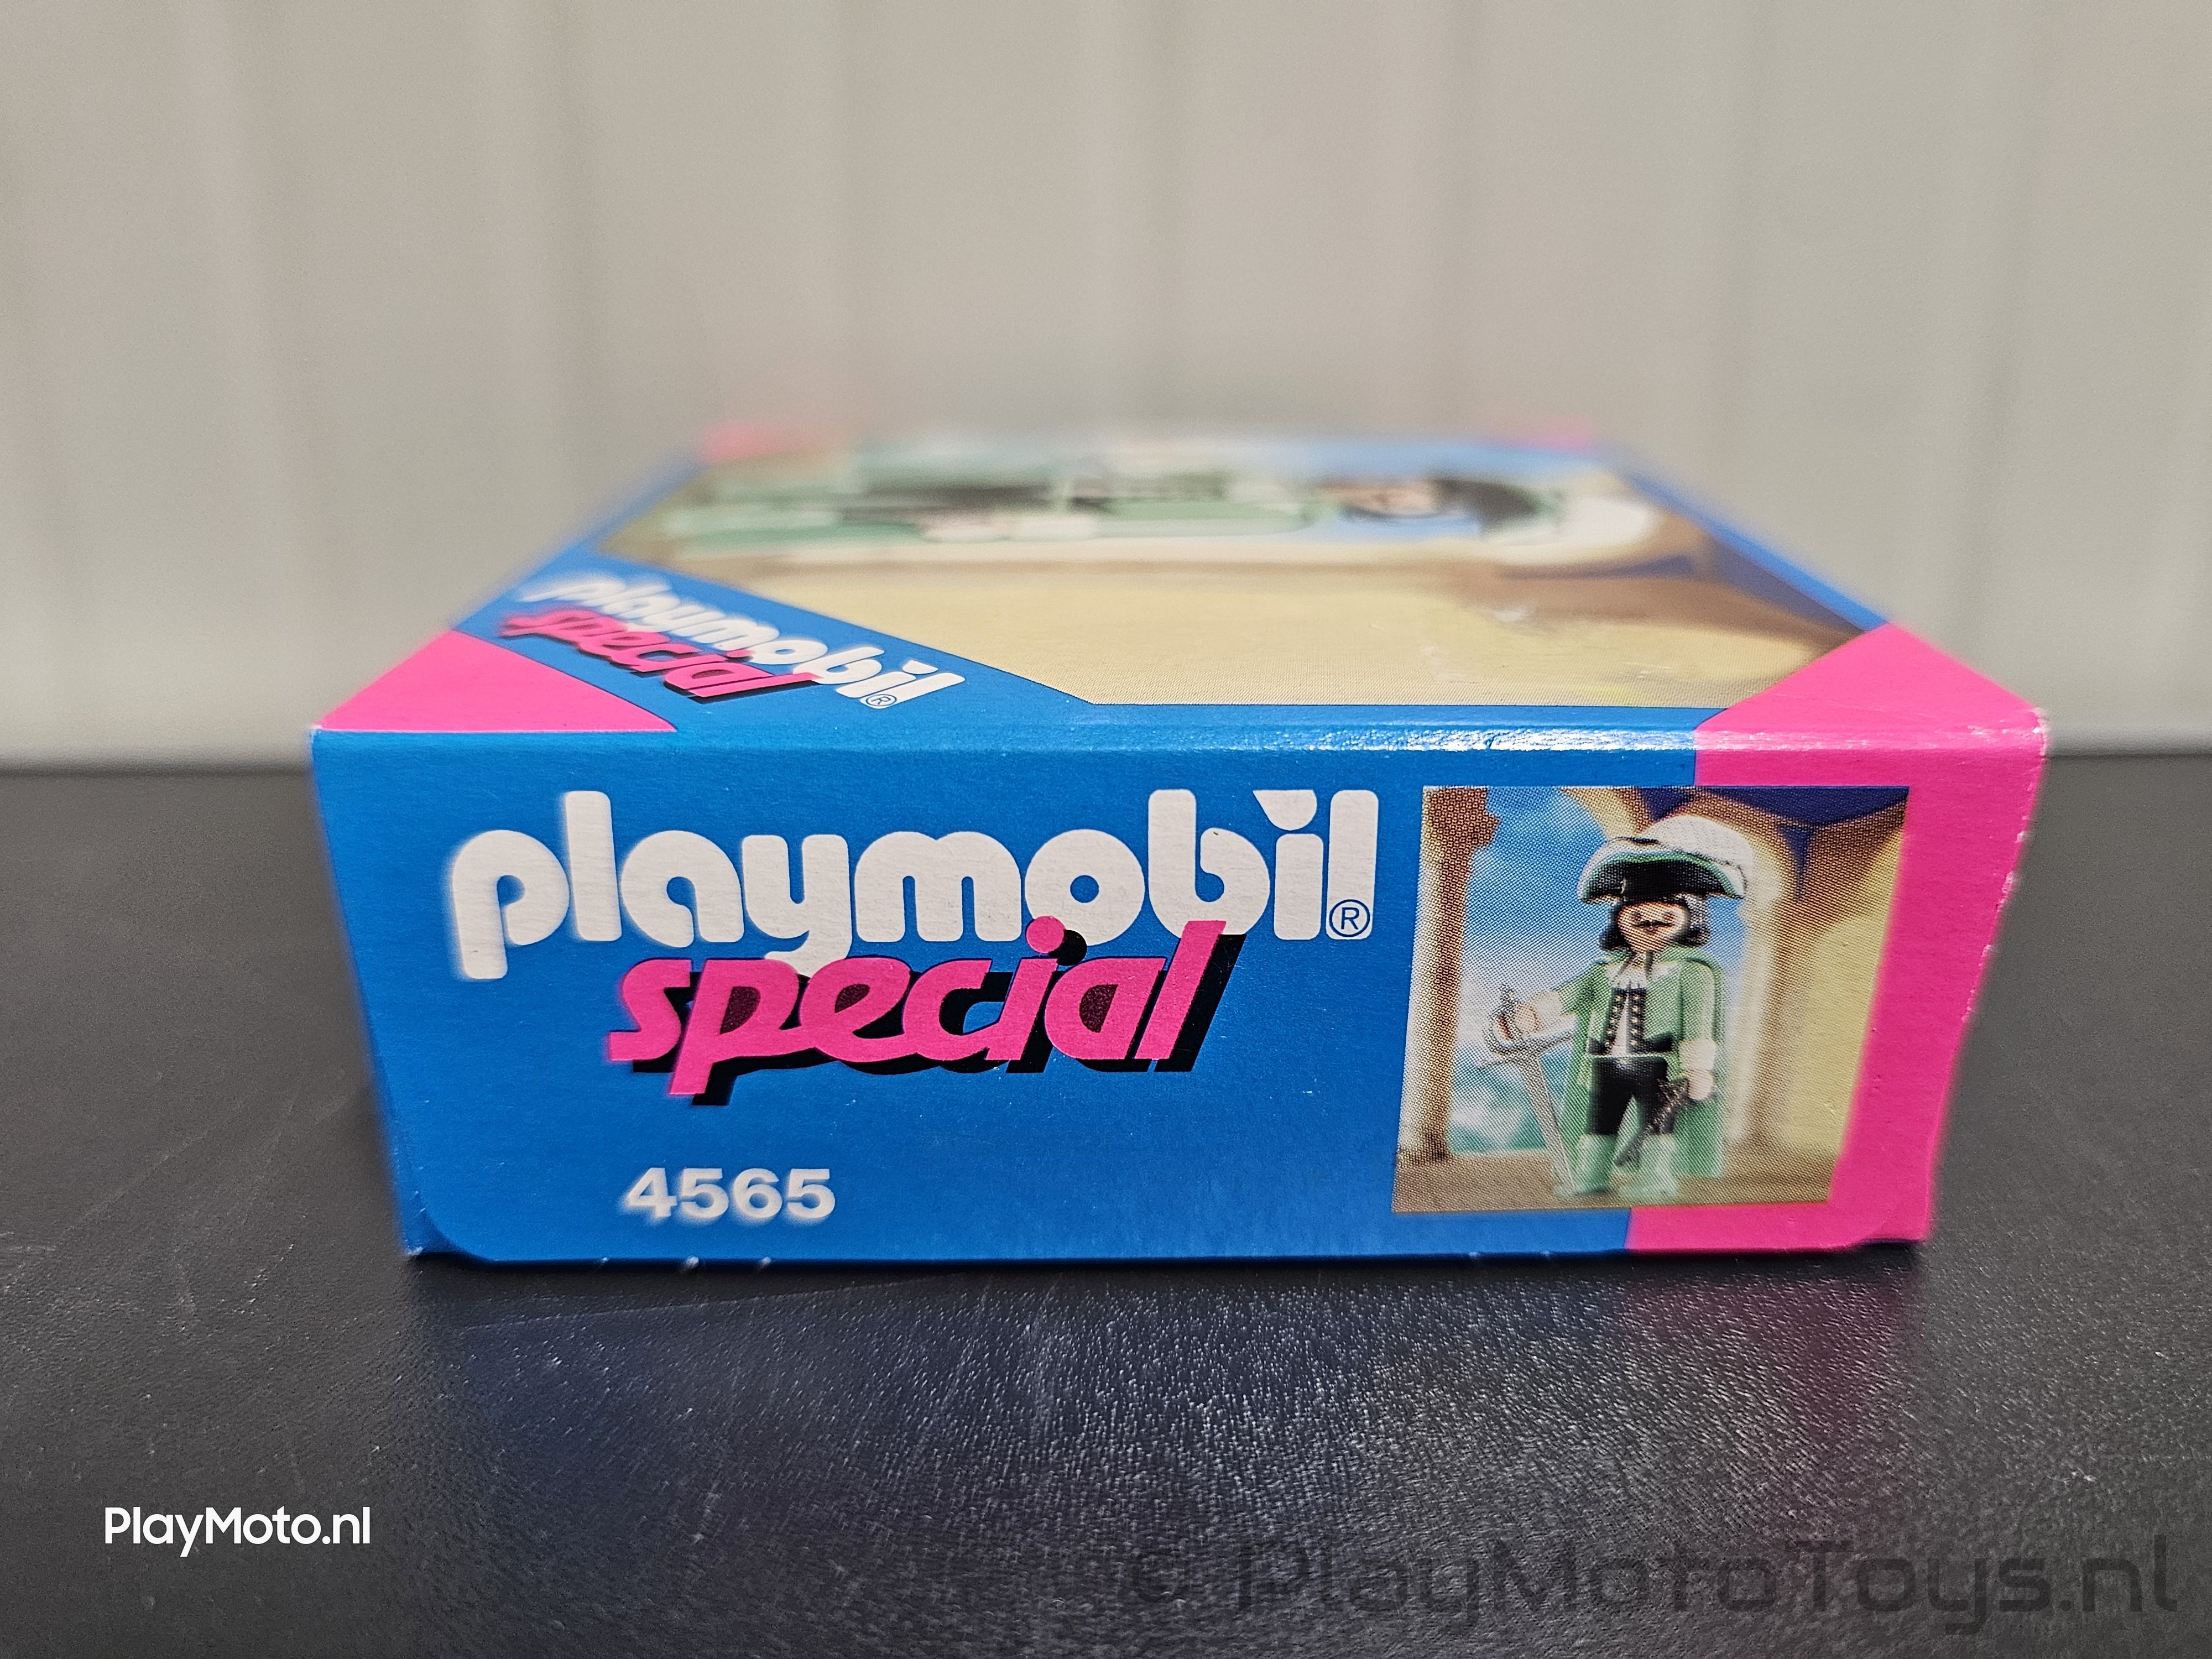 playmobil®
special
playmobil®
special
4565
PlayMoto.nl
© PlayMotoToys.nl